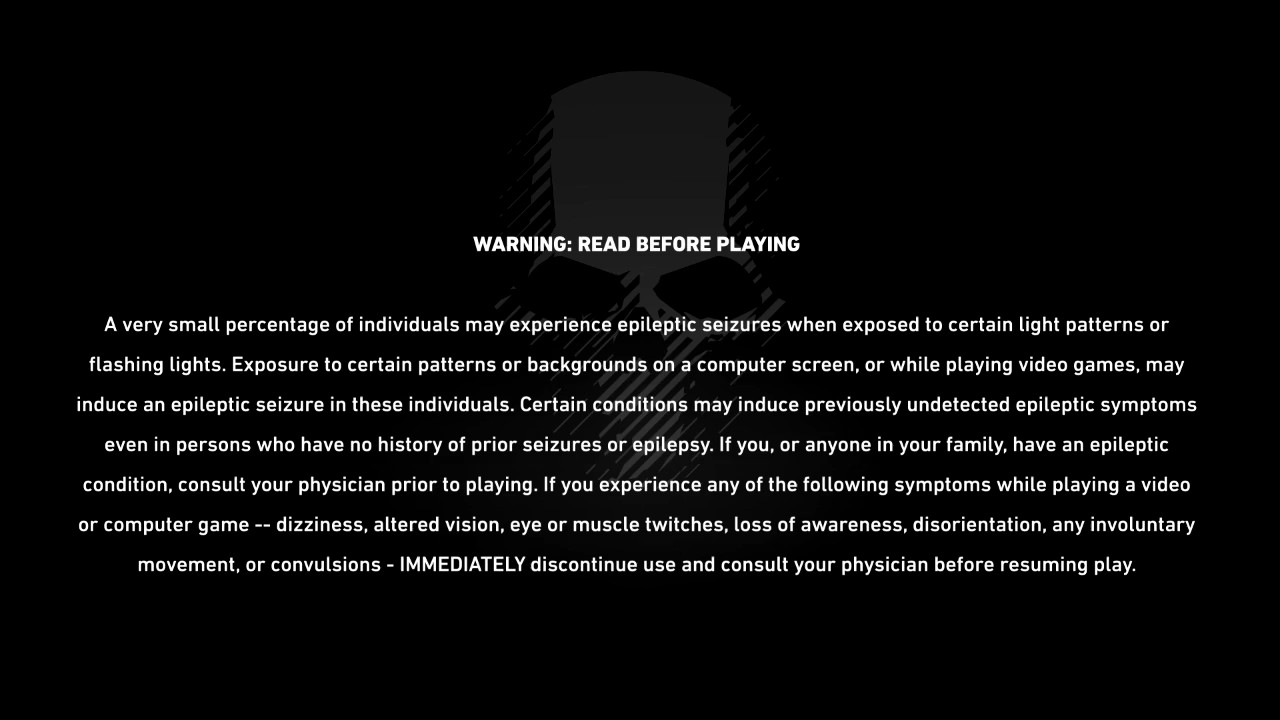 WARNING: READ BEFORE PLAYING
A very small percentage of individuals may experience epileptic seizures when exposed to certain light patterns or
flashing lights. Exposure to certain patterns or backgrounds on a computer screen, or while playing video games, may
induce an epileptic seizure in these individuals. Certain conditions may induce previously undetected epileptic symptoms
even in persons who have no history of prior seizures or epilepsy. If you, or anyone in your family, have an epileptic
condition, consult your physician prior to playing. If you experience any of the following symptoms while playing a video
or computer game -- dizziness, altered vision, eye or muscle twitches, loss of awareness, disorientation, any involuntary
movement, or convulsions - IMMEDIATELY discontinue use and consult your physician before resuming play.